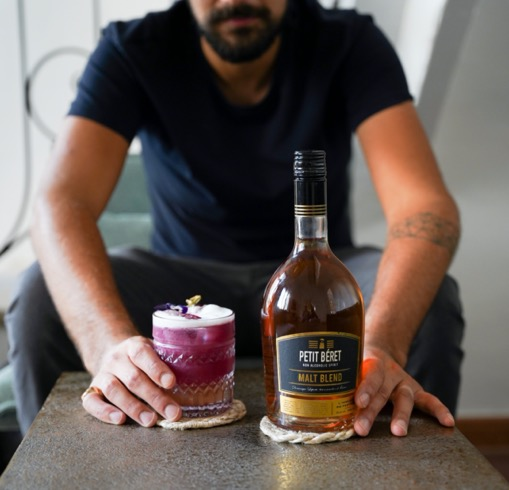 PETIT BÉRET
NON ALCOHOLIC SPIRIT
MALT BLEND